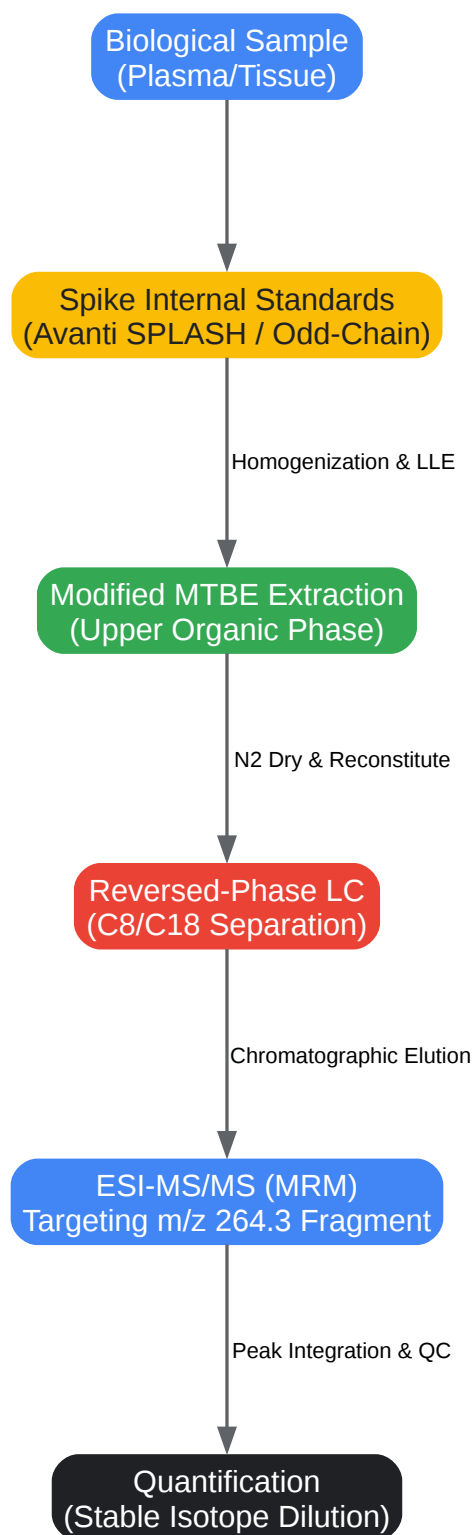 Biological Sample
(Plasma/Tissue)
Spike Internal Standards
(Avanti SPLASH / Odd-Chain)
Homogenization & LLE
Modified MTBE Extraction
(Upper Organic Phase)
N2 Dry & Reconstitute
Reversed-Phase LC
(C8/C18 Separation)
Chromatographic Elution
ESI-MS/MS (MRM)
Targeting m/z 264.3 Fragment
Peak Integration & QC
Quantification
(Stable Isotope Dilution)